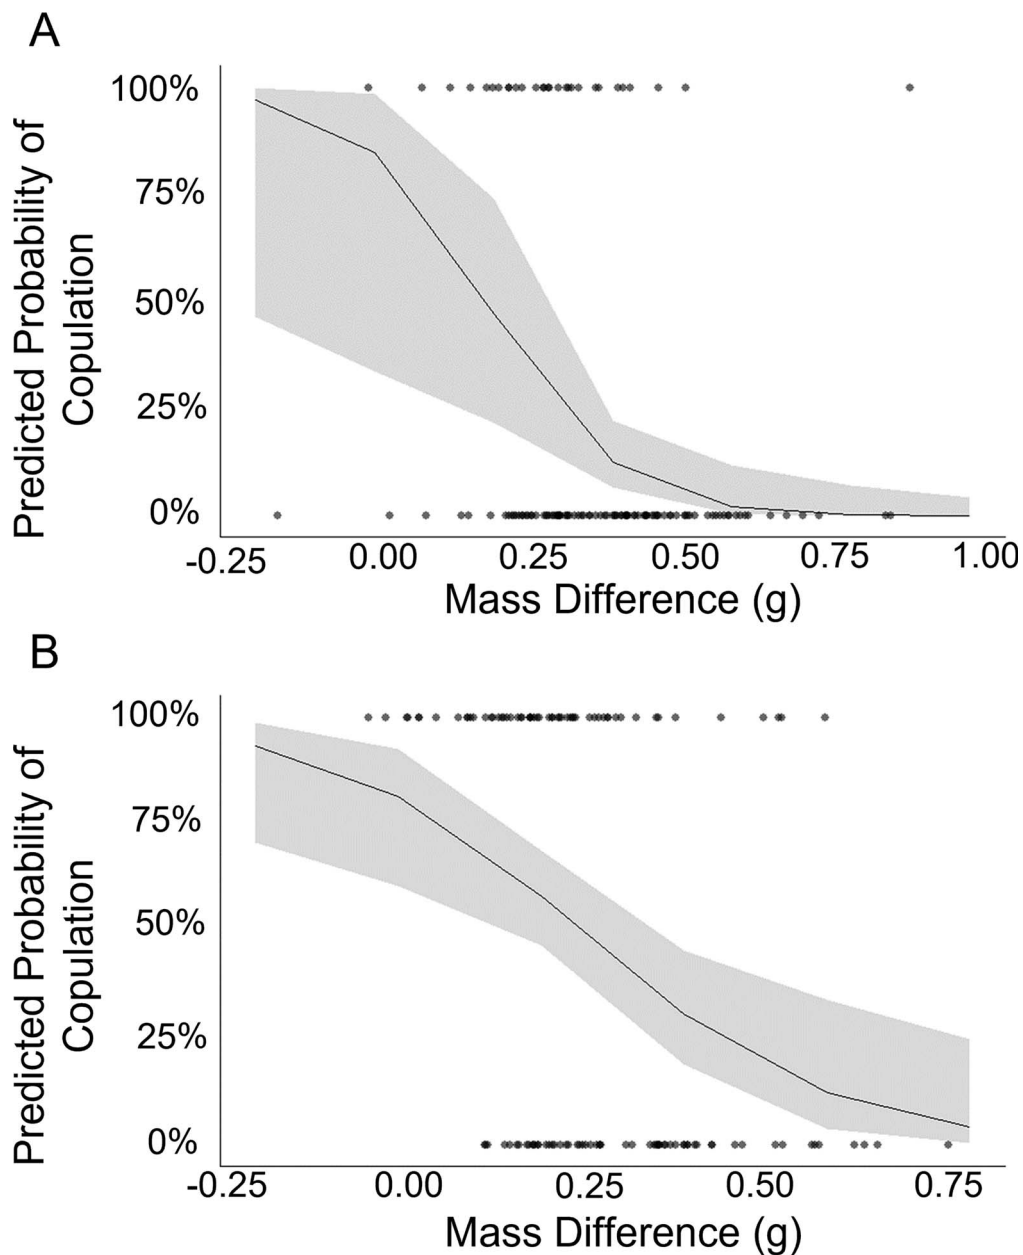 A
Predicted Probability of
Copulation
100%
75%
50%
25%
0%
-0.25 0.00 0.25 0.50 0.75 1.00
Mass Difference (g)
B
Predicted Probability of
Copulation
100%
75%
50%
25%
0%
-0.25 0.00 0.25 0.50 0.75
Mass Difference (g)